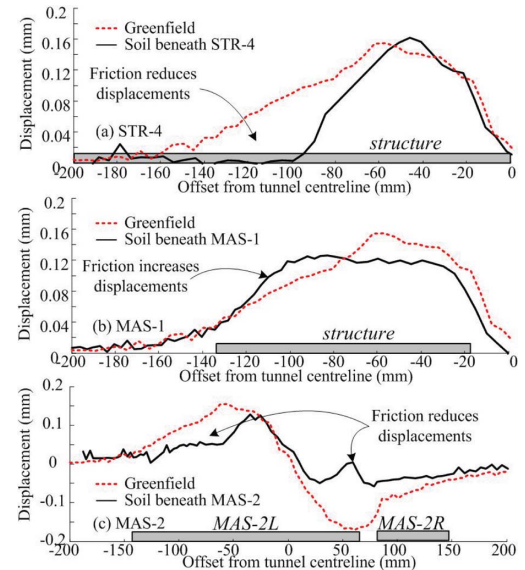 0.16
0.12
0.08
0.04
0
Displacement (mm)
Greenfield
Soil beneath STR-4
Friction reduces
displacements
(a) STR-4
structure
-200 -180 -160 -140 -120 -100 -80 -60 -40 -20 0
Offset from tunnel centreline (mm)
0.16
0.12
0.08
0.04
0
Displacement (mm)
Greenfield
Soil beneath MAS-1
Friction increases
displacements
(b) MAS-1
structure
-200 -180 -160 -140 -120 -100 -80 -60 -40 -20 0
Offset from tunnel centreline (mm)
0.2
0.1
0
-0.1
-0.2
Displacement (mm)
Friction reduces
displacements
Greenfield
Soil beneath MAS-2
(c) MAS-2
MAS-2L
MAS-2R
-200 -150 -100 -50 0 50 100 150 200
Offset from tunnel centreline (mm)